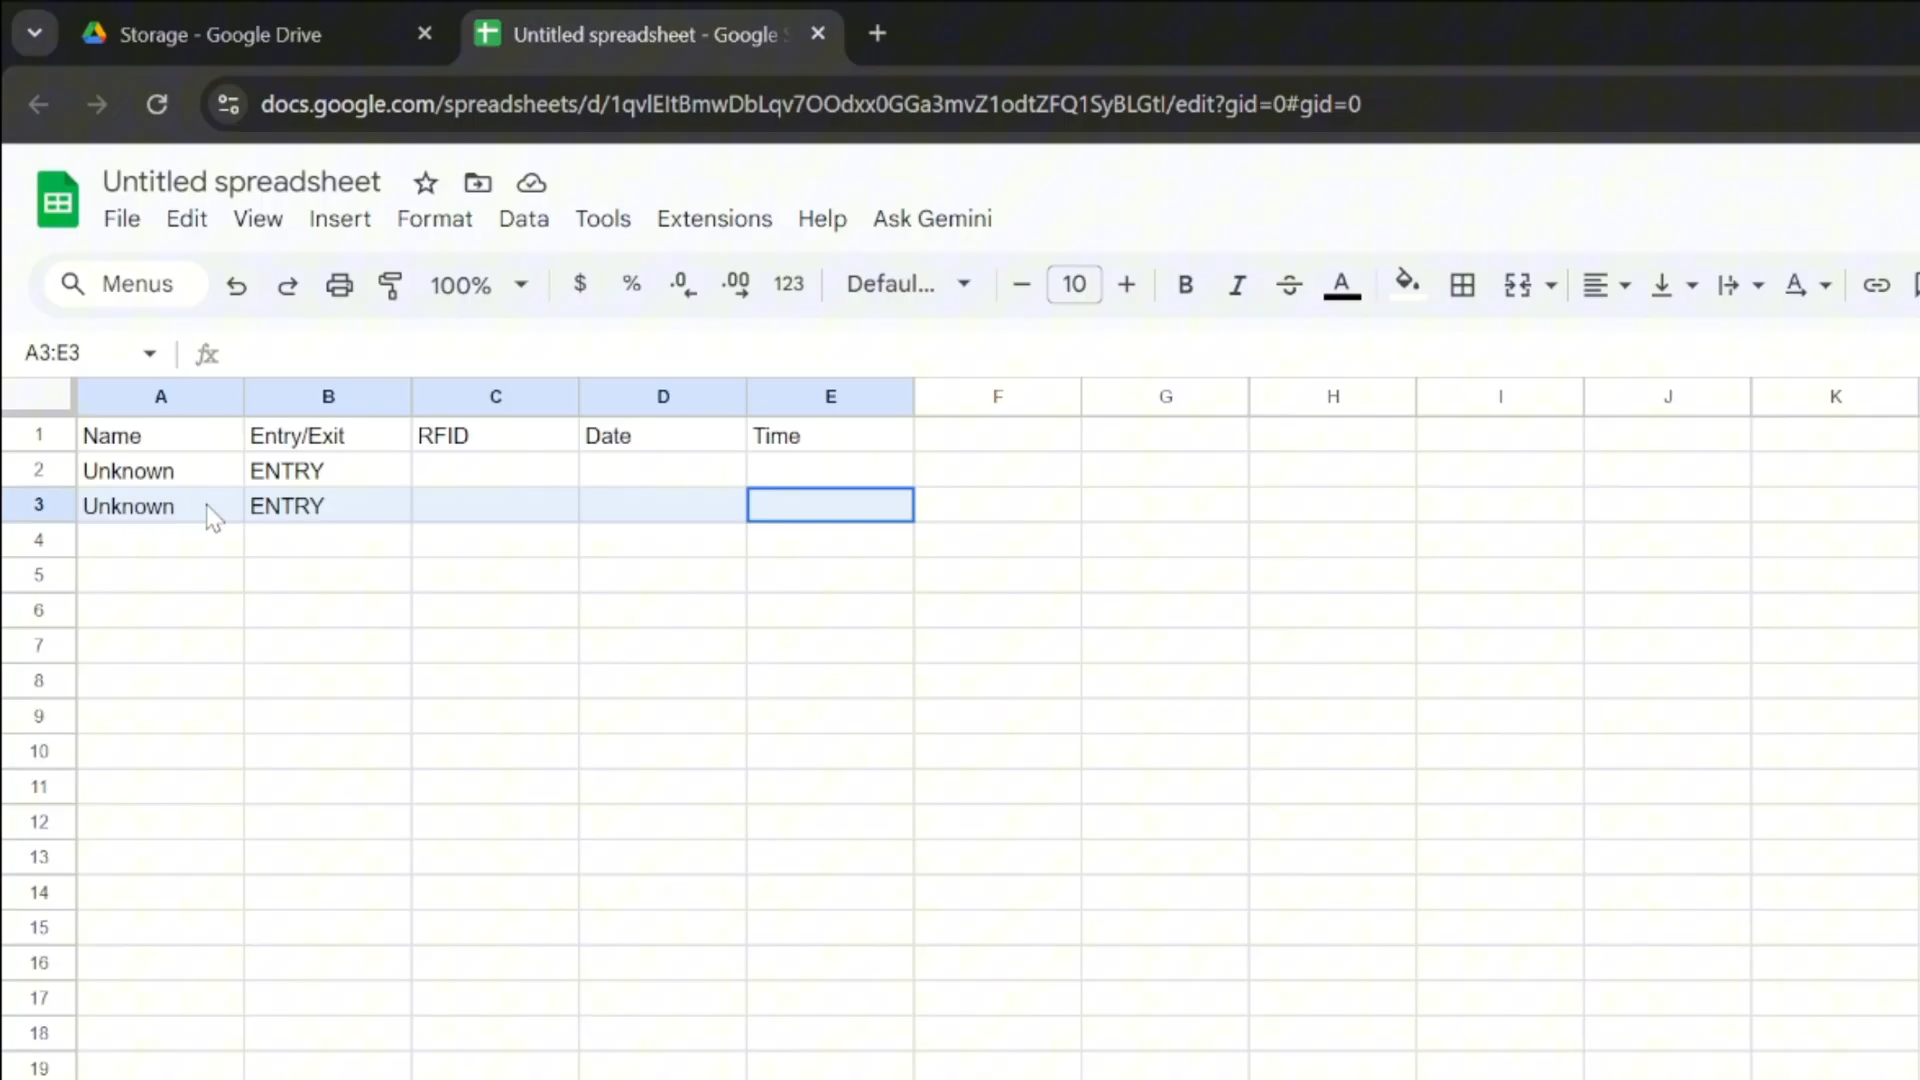 Storage - Google Drive
Untitled spreadsheet - Google
docs.google.com/spreadsheets/d/1qvlEItBmwDbLqv7OOdxx0GGa3mvZ1odtZFQ1SyBLGtI/edit?gid=0#gid=0
Untitled spreadsheet
File Edit View Insert Format Data Tools Extensions Help Ask Gemini
Menus 100% $ % .0 .00 123 Defaul... 10 B I A
A3:E3 fx
A B C D E F G H I J K
1 Name Entry/Exit RFID Date Time
2 Unknown ENTRY
3 Unknown ENTRY
4
5
6
7
8
9
10
11
12
13
14
15
16
17
18
19